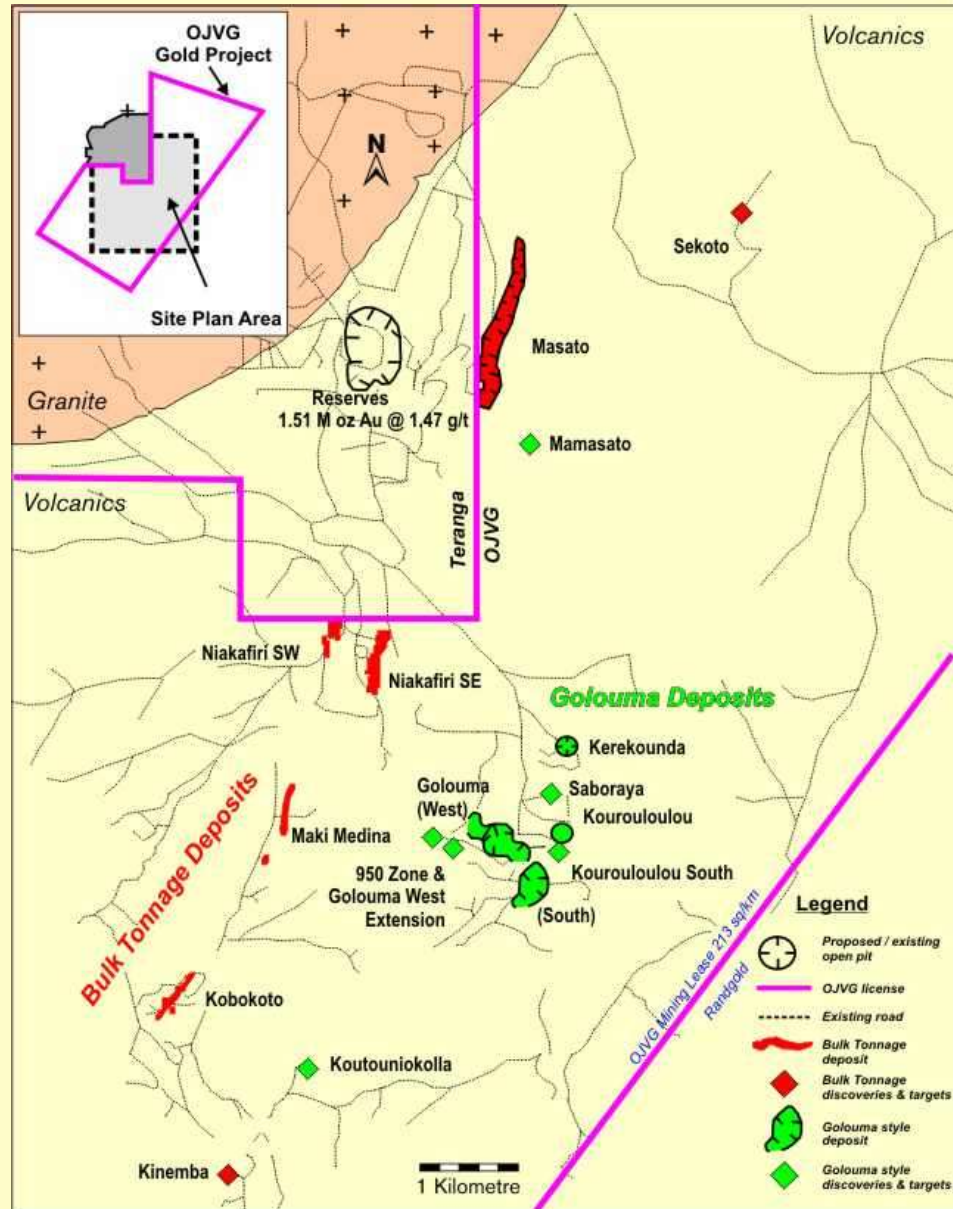 OJVG
Gold Project
Site Plan Area
N
Volcanics
Sekoto
Masato
Granite
Reserves
1.51 M oz Au @ 1.47 g/t
Mamasato
Volcanics
Teranga
OJVG
Niakafiri SW
Niakafiri SE
Golouma Deposits
Kerekounda
Saboraya
Golouma
(West)
Kourouloulou
Maki Medina
Bulk Tonnage Deposits
950 Zone &
Golouma West
Extension
Kourouloulou South
(South)
Kobokoto
Koutouniokolla
Kinemba
1 Kilometre
OJVG Mining Lease 213 sq/km
Randgold
Legend
Proposed / existing
open pit
OJVG license
Existing road
Bulk Tonnage
deposit
Bulk Tonnage
discoveries & targets
Golouma style
deposit
Golouma style
discoveries & targets